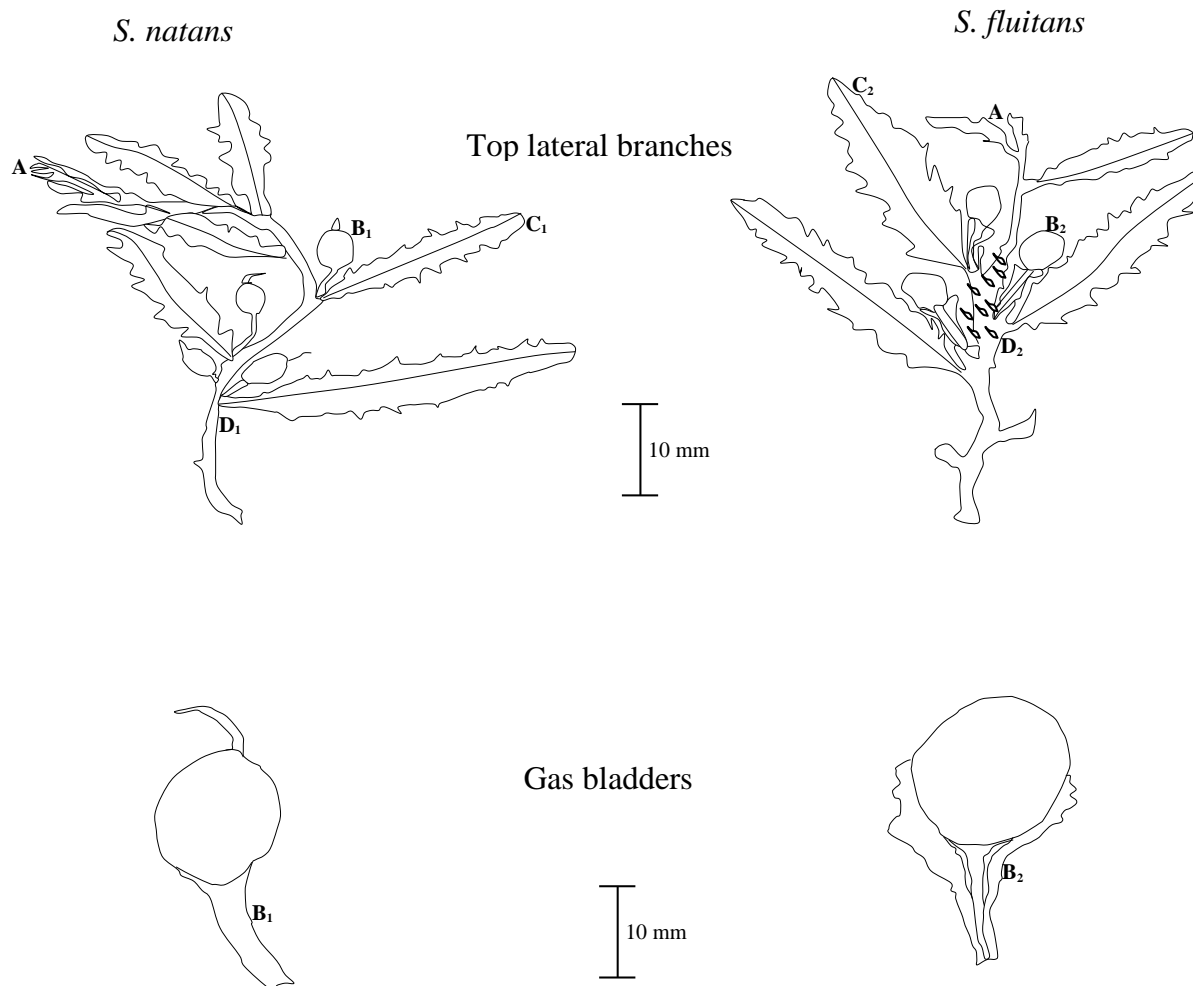 S. natans
S. fluitans
C₂
A
Top lateral branches
A
B₁
C₁
B₂
D₂
D₁
10 mm
Gas bladders
B₂
B₁
10 mm